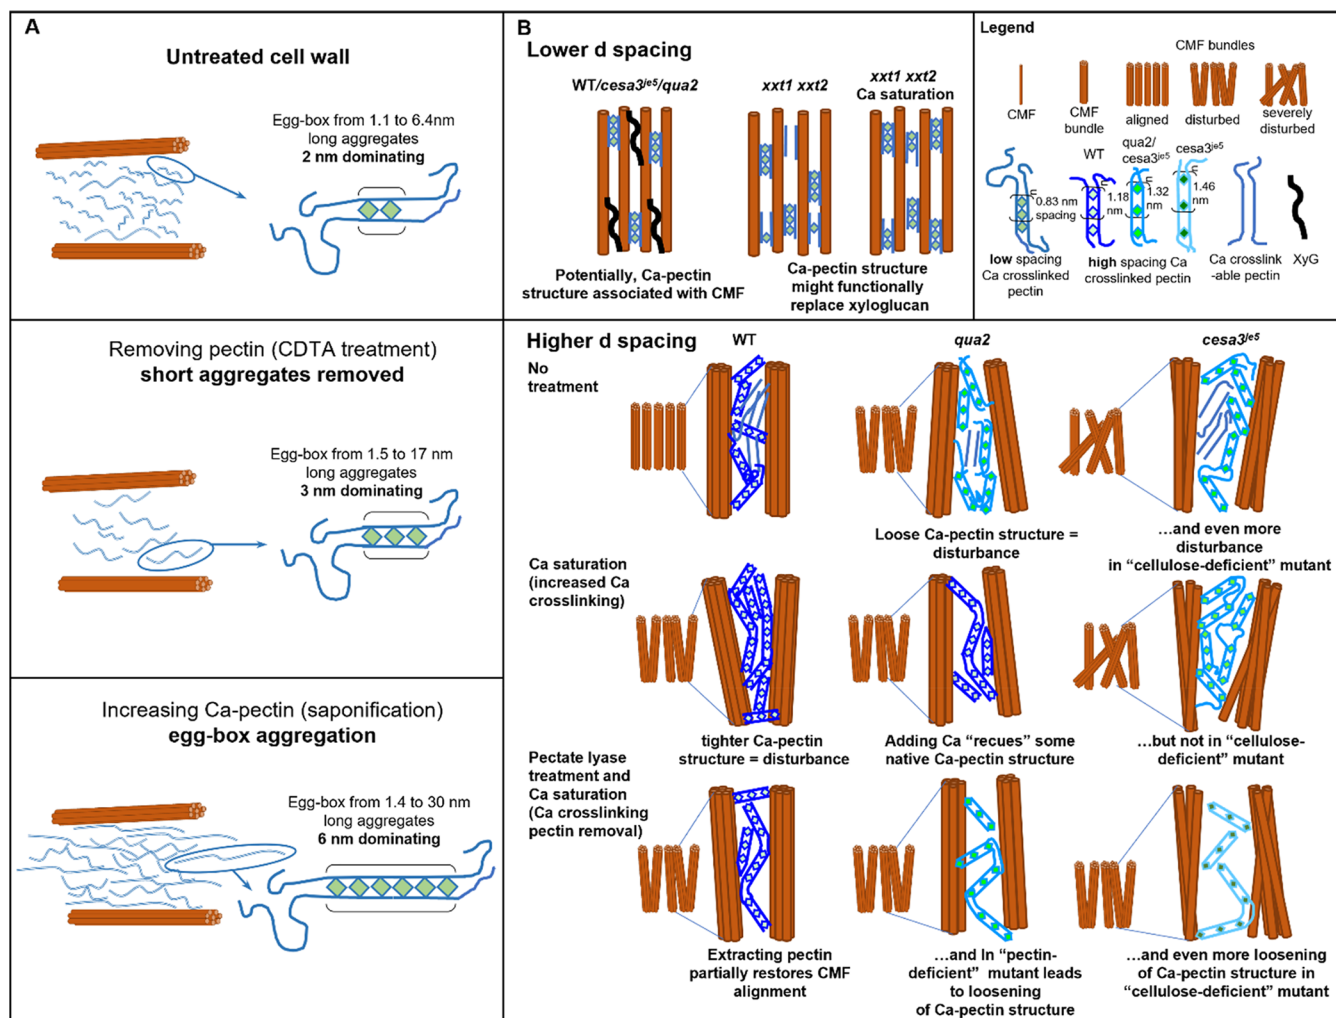 A
Untreated cell wall
Egg-box from 1.1 to 6.4nm
long aggregates
2 nm dominating
Removing pectin (CDTA treatment)
short aggregates removed
Egg-box from 1.5 to 17 nm
long aggregates
3 nm dominating
Increasing Ca-pectin (saponification)
egg-box aggregation
Egg-box from 1.4 to 30 nm
long aggregates
6 nm dominating
B
Lower d spacing
WT/cesa3je5/qua2
Potentially, Ca-pectin
structure associated with CMF
xxt1 xxt2
xxt1 xxt2
Ca saturation
Ca-pectin structure
might functionally
replace xyloglucan
Legend
CMF bundles
CMF
CMF
bundle
aligned
disturbed
severely
disturbed
0.83 nm
spacing
low spacing
Ca crosslinked
pectin
WT
n
1.18
nm
qua2/
cesa3je5
n
1.32
nm
cesa3je5
n
1.46
nm
high spacing Ca
crosslinked pectin
Ca crosslink
-able pectin
XyG
Higher d spacing
WT
qua2
cesa3je5
No
treatment
Loose Ca-pectin structure =
disturbance
...and even more
disturbance
in "cellulose-deficient" mutant
Ca saturation
(increased Ca
crosslinking)
tighter Ca-pectin
structure = disturbance
Adding Ca "recues" some
native Ca-pectin structure
...but not in "cellulose-
deficient" mutant
Pectate lyase
treatment and
Ca saturation
(Ca crosslinking
pectin removal)
Extracting pectin
partially restores CMF
alignment
...and In "pectin-
deficient" mutant leads
to loosening
of Ca-pectin structure
...and even more loosening
of Ca-pectin structure in
"cellulose-deficient" mutant